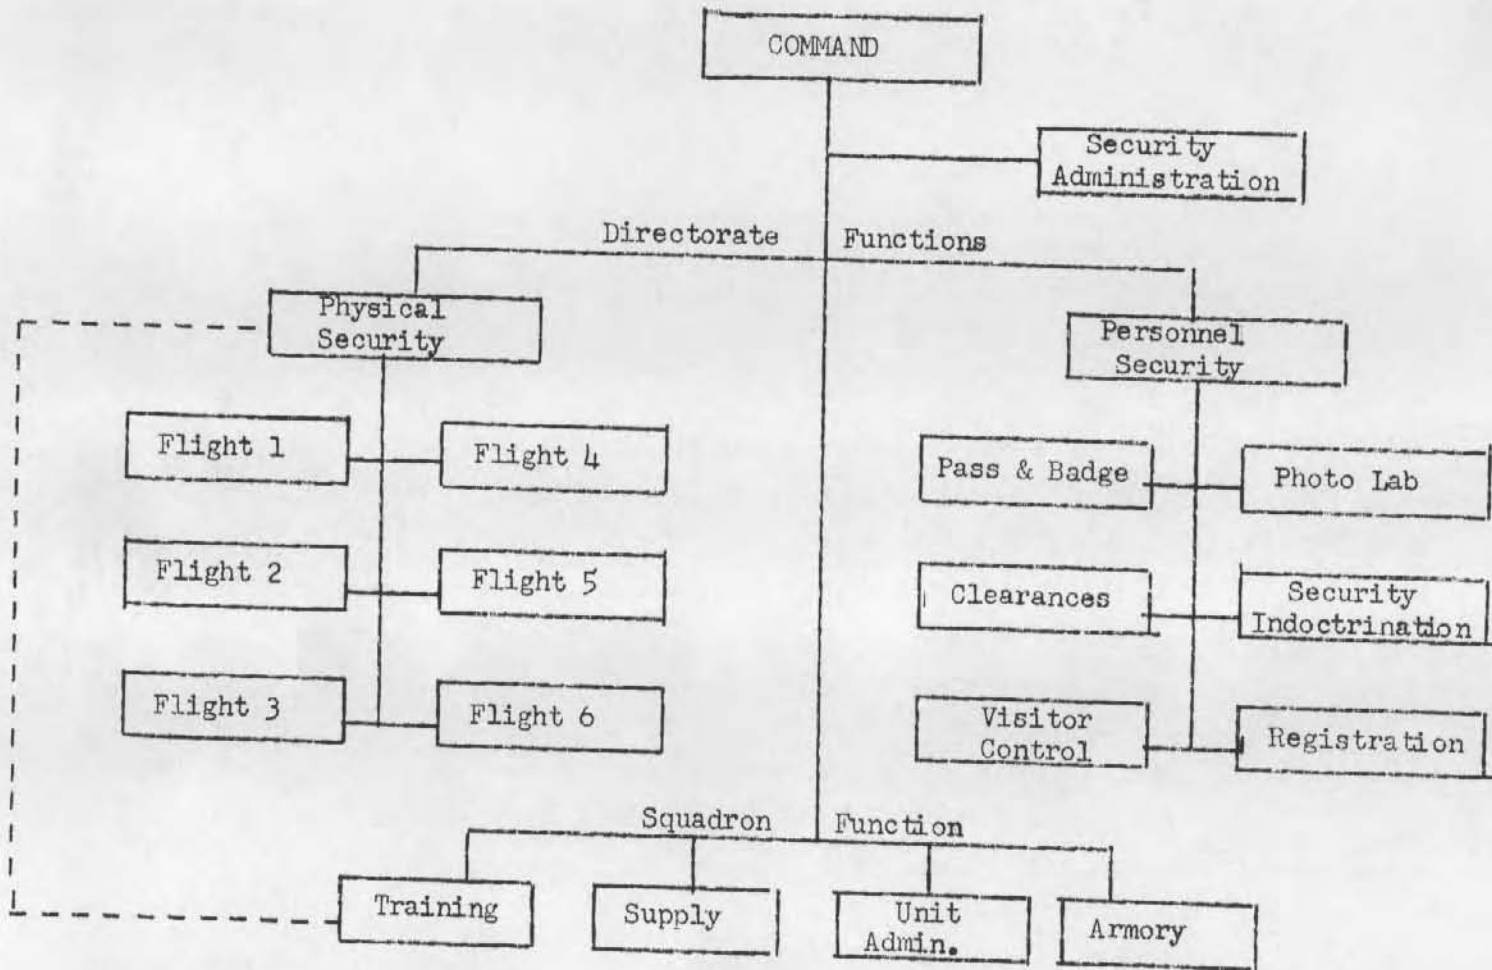 COMMAND
Security
Administration
Directorate Functions
Physical
Security
Personnel
Security
Flight 1
Flight 4
Pass & Badge
Photo Lab
Flight 2
Flight 5
Clearances
Security
Indoctrination
Flight 3
Flight 6
Visitor
Control
Registration
Squadron Function
Training
Supply
Unit
Admin.
Armory